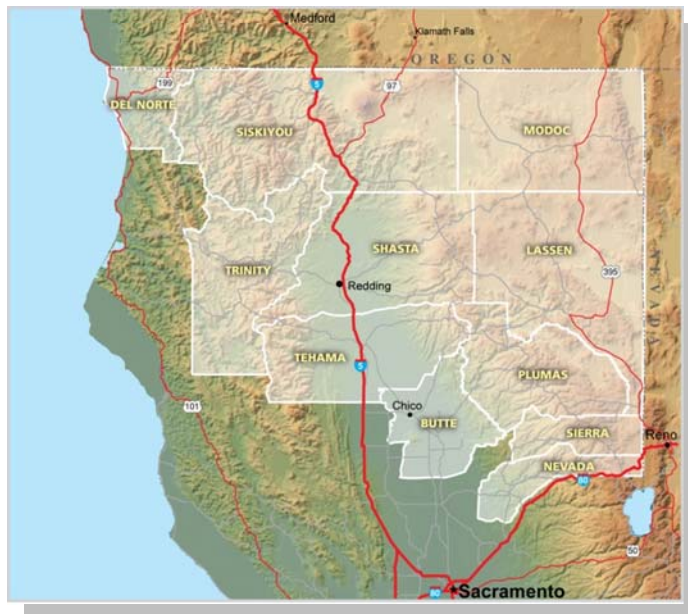 Medford
Klamath Falls
OREGON
199
5
97
DEL NORTE
SISKIYOU
MODOC
SHASTA
LASSEN
TRINITY
395
NEVADA
Redding
TEHAMA
5
PLUMAS
101
Chico
BUTTE
SIERRA
Reno
NEVADA
80
50
80
Sacramento